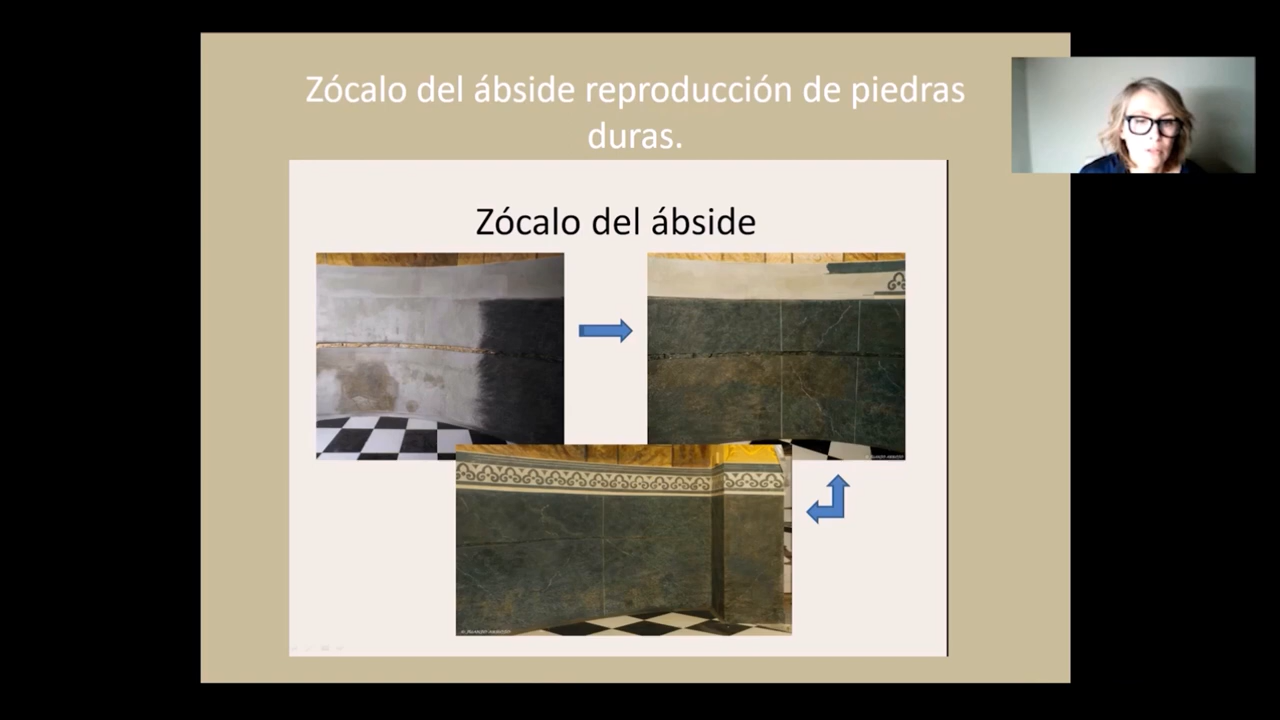 Zócalo del ábside reproducción de piedras
duras.
Zócalo del ábside